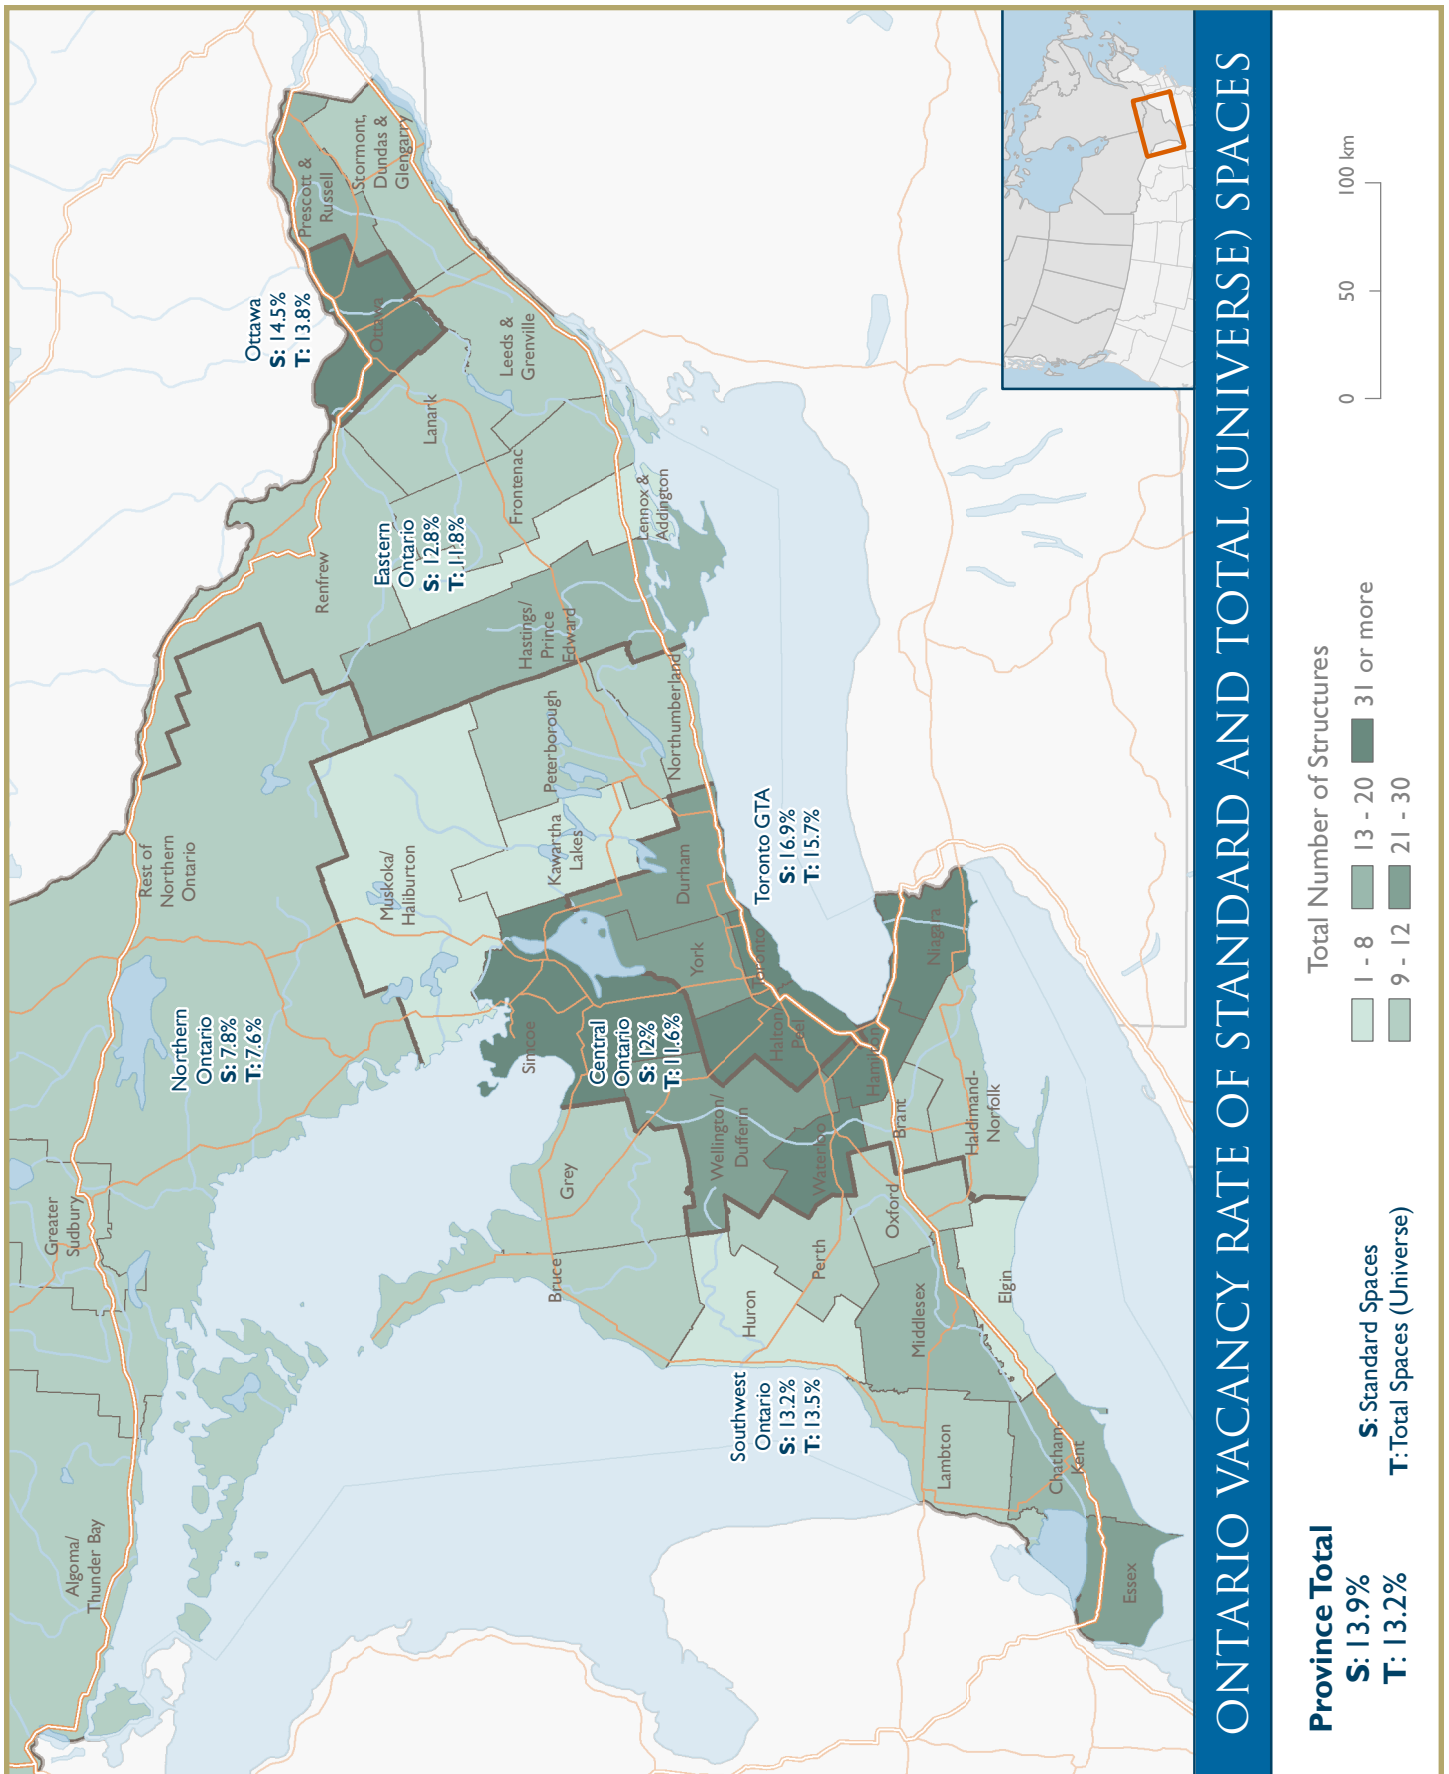 Algoma/
Thunder Bay
Greater
Sudbury
Rest of
Northern
Ontario
Northern
Ontario
S: 7.8%
T: 7.6%
Renfrew
Ottawa
S: 14.5%
T: 13.8%
Ottawa
Prescott &
Russell
Stormont,
Dundas &
Glengarry
Lanark
Leeds &
Grenville
Frontenac
Eastern
Ontario
S: 12.8%
T: 11.8%
Lennox &
Addington
Hastings/
Prince
Edward
Muskoka/
Haliburton
Peterborough
Kawartha
Lakes
Northumberland
Simcoe
Central
Ontario
S: 12%
T: 11.6%
Durham
York
Toronto
Toronto GTA
S: 16.9%
T: 15.7%
Halton
Peel
Bruce
Grey
Wellington/
Dufferin
Waterloo
Hamilton
Niagara
Brant
Haldimand-
Norfolk
Huron
Perth
Oxford
Southwest
Ontario
S: 13.2%
T: 13.5%
Middlesex
Elgin
Lambton
Chatham-
Kent
Essex
ONTARIO VACANCY RATE OF STANDARD AND TOTAL (UNIVERSE) SPACES
Province Total
S: 13.9%
T: 13.2%
S: Standard Spaces
T: Total Spaces (Universe)
Total Number of Structures
1 - 8
13 - 20
31 or more
9 - 12
21 - 30
0
50
100 km